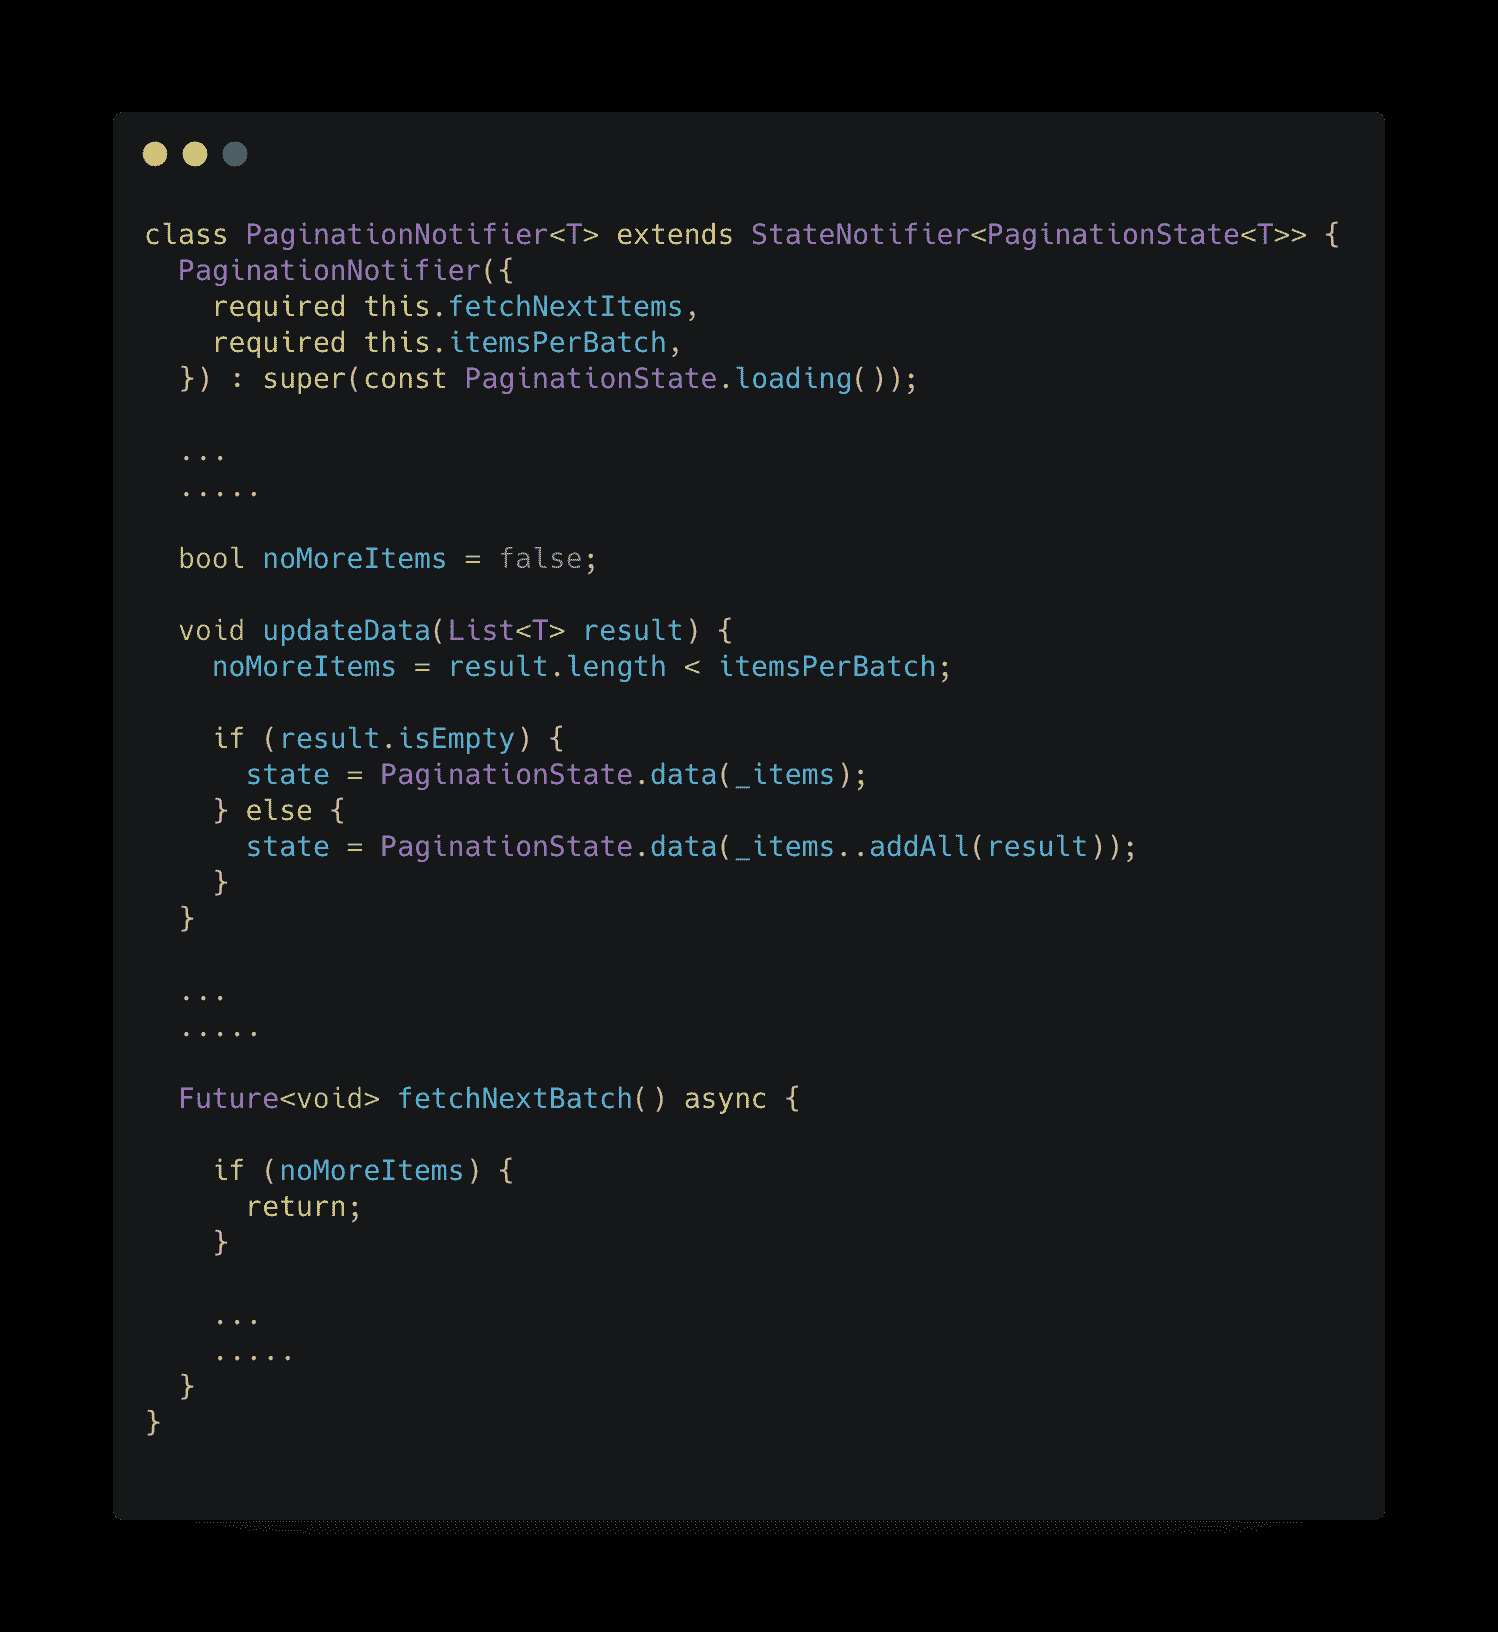 class PaginationNotifier<T> extends StateNotifier<PaginationState<T>> {
  PaginationNotifier({
    required this.fetchNextItems,
    required this.itemsPerBatch,
  }) : super(const PaginationState.loading());

  ...
  .....

  bool noMoreItems = false;

  void updateData(List<T> result) {
    noMoreItems = result.length < itemsPerBatch;

    if (result.isEmpty) {
      state = PaginationState.data(_items);
    } else {
      state = PaginationState.data(_items..addAll(result));
    }
  }

  ...
  .....

  Future<void> fetchNextBatch() async {

    if (noMoreItems) {
      return;
    }

    ...
    .....
  }
}